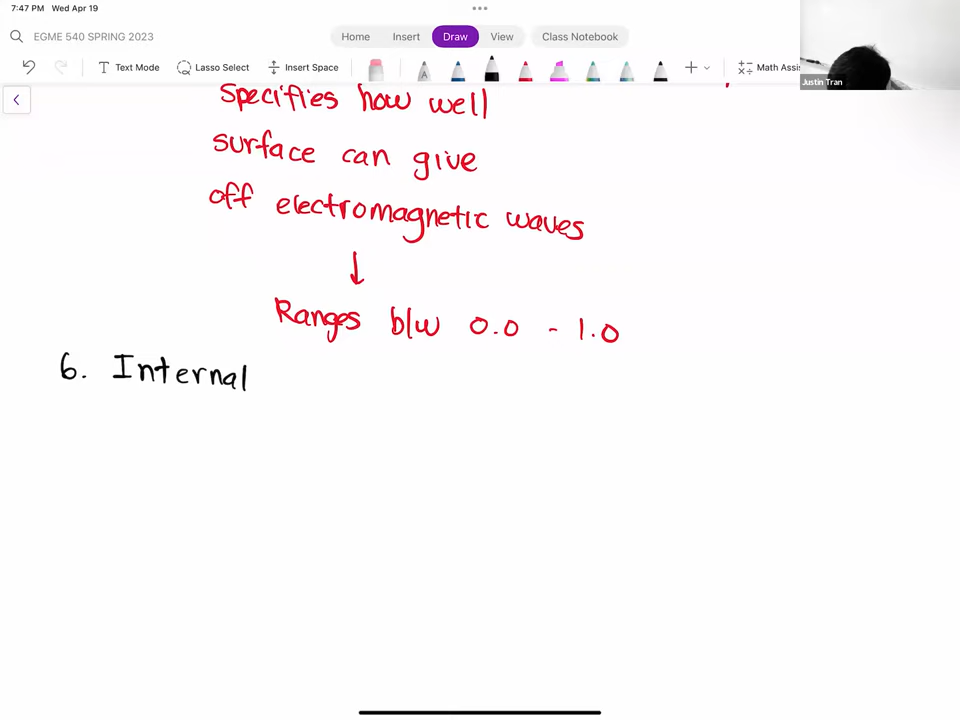 7:47 PM Wed Apr 19
EGME 540 SPRING 2023
Home Insert Draw View Class Notebook
T Text Mode Lasso Select Insert Space A Math Assis
Justin Tran
specifies how well
surface can give
off electromagnetic waves
Ranges b/w 0.0 - 1.0
6. Internal